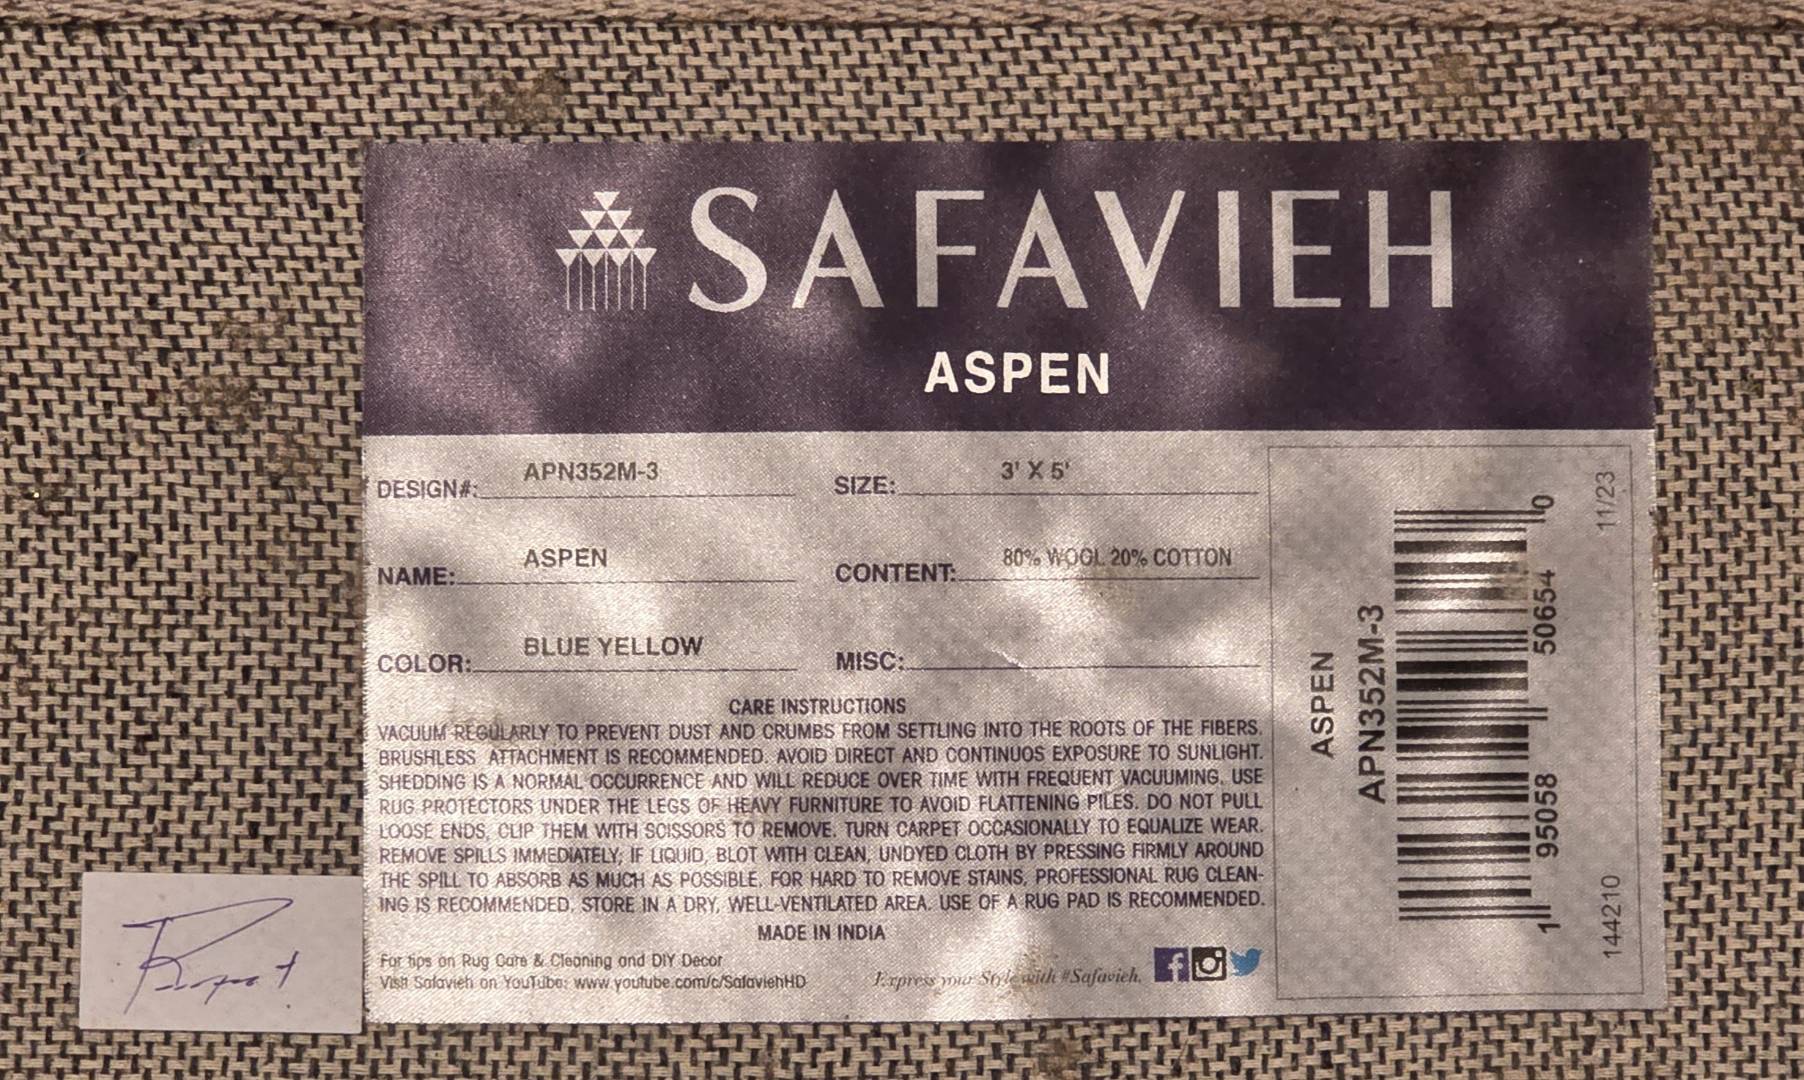 SAFAVIEH
ASPEN
DESIGN#: APN352M-3
SIZE: 3' X 5'
NAME: ASPEN
CONTENT: 80% WOOL 20% COTTON
COLOR: BLUE YELLOW
MISC:
CARE INSTRUCTIONS
VACUUM REGULARLY TO PREVENT DUST AND CRUMBS FROM SETTLING INTO THE ROOTS OF THE FIBERS.
BRUSHLESS ATTACHMENT IS RECOMMENDED. AVOID DIRECT AND CONTINUOS EXPOSURE TO SUNLIGHT.
SHEDDING IS A NORMAL OCCURRENCE AND WILL REDUCE OVER TIME WITH FREQUENT VACUUMING. USE
RUG PROTECTORS UNDER THE LEGS OF HEAVY FURNITURE TO AVOID FLATTENING PILES. DO NOT PULL
LOOSE ENDS, CLIP THEM WITH SCISSORS TO REMOVE. TURN CARPET OCCASIONALLY TO EQUALIZE WEAR.
REMOVE SPILLS IMMEDIATELY; IF LIQUID, BLOT WITH CLEAN, UNDYED CLOTH BY PRESSING FIRMLY AROUND
THE SPILL TO ABSORB AS MUCH AS POSSIBLE. FOR HARD TO REMOVE STAINS, PROFESSIONAL RUG CLEAN-
ING IS RECOMMENDED. STORE IN A DRY, WELL-VENTILATED AREA. USE OF A RUG PAD IS RECOMMENDED.
MADE IN INDIA
For tips on Rug Care & Cleaning and DIY Decor
Visit Safavieh on YouTube: www.youtube.com/c/SafaviehHD
Express your Style with #Safavieh.
ASPEN
APN352M-3
1 95058 50654 0
144210
11/23